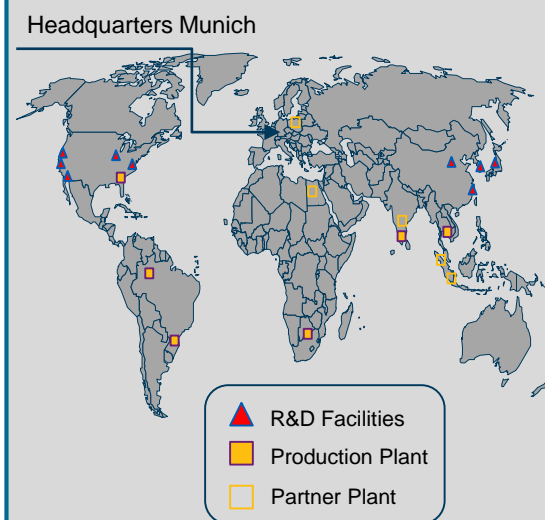 Headquarters Munich
R&D Facilities
Production Plant
Partner Plant